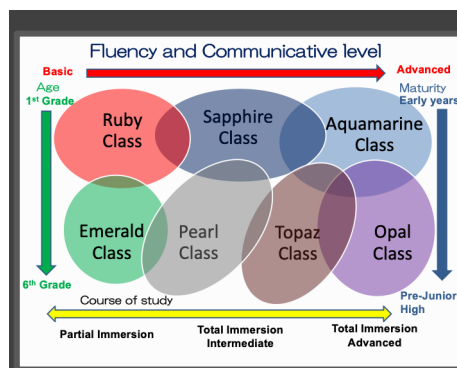 Fluency and Communicative level
Basic
Advanced
Age
1st Grade
Maturity
Early years
Ruby
Class
Sapphire
Class
Aquamarine
Class
Emerald
Class
Pearl
Class
Topaz
Class
Opal
Class
6th Grade
Pre-Junior
High
Course of study
Partial Immersion
Total Immersion
Intermediate
Total Immersion
Advanced